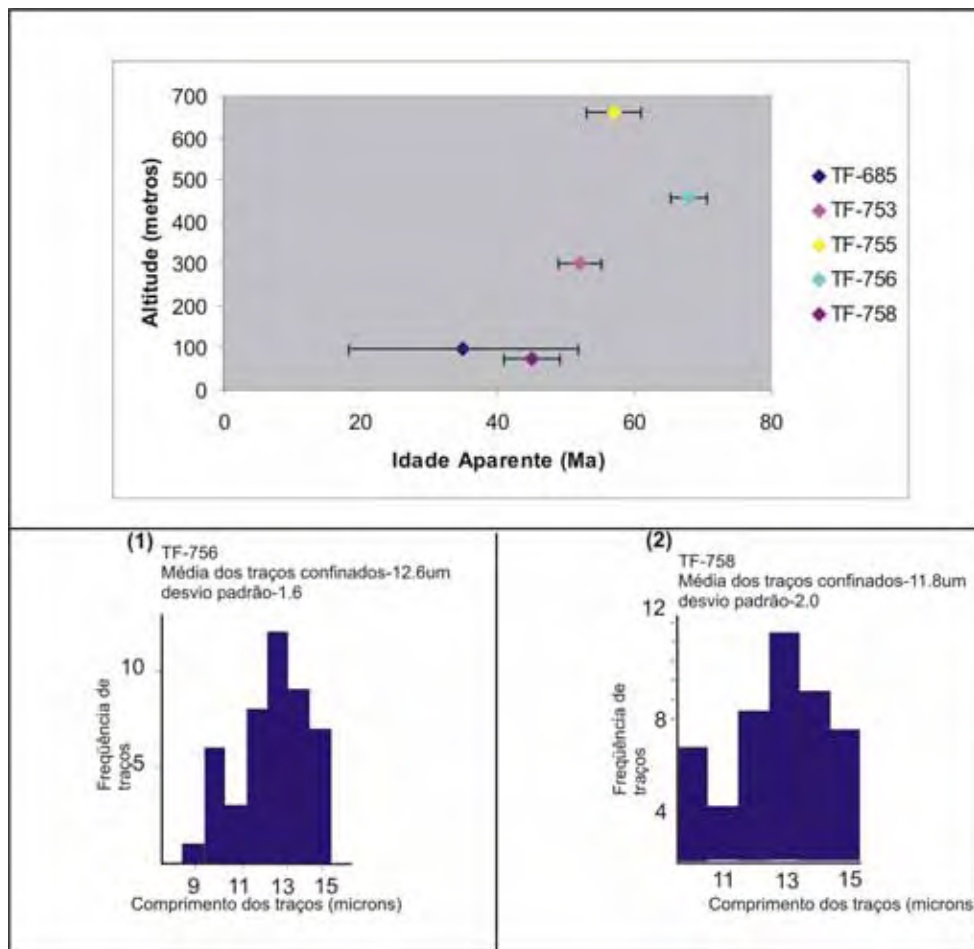 700
600
500
400
300
200
100
0
Altitude (metros)
0 20 40 60 80
Idade Aparente (Ma)
TF-685
TF-753
TF-755
TF-756
TF-758
(1)
TF-756
Média dos traços confinados-12.6um
desvio padrão-1.6
10
5
Freqüência de
traços
9 11 13 15
Comprimento dos traços (microns)
(2)
TF-758
Média dos traços confinados-11.8um
desvio padrão-2.0
12
8
4
Freqüência de
traços
11 13 15
Comprimento dos traços (microns)